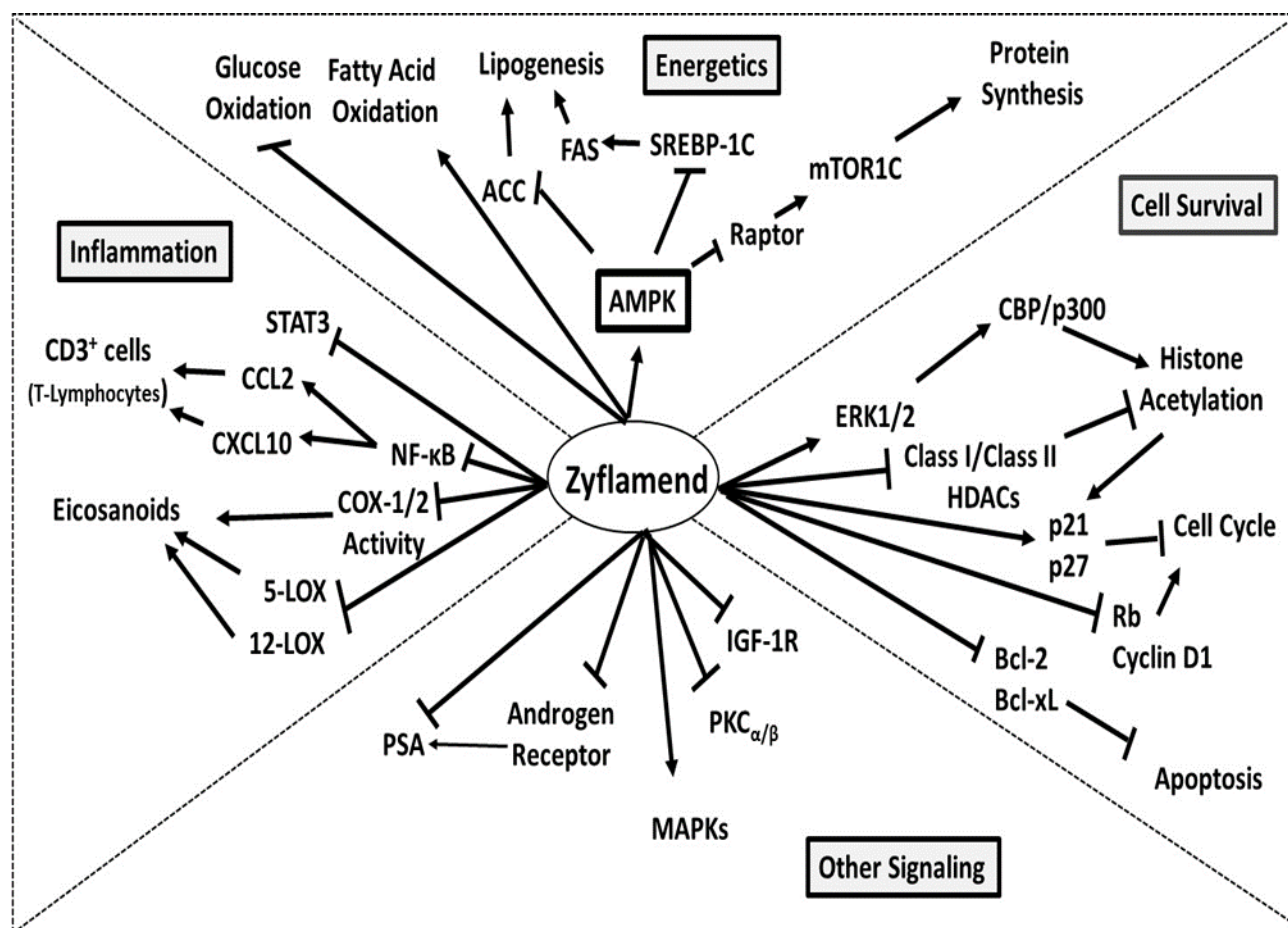 Glucose
Oxidation
Fatty Acid
Oxidation
Lipogenesis
Energetics
Protein
Synthesis
FAS
SREBP-1C
mTOR1C
ACC
Raptor
Cell Survival
Inflammation
AMPK
STAT3
CBP/p300
CD3⁺ cells
(T-Lymphocytes)
CCL2
Histone
Acetylation
CXCL10
NF-κB
ERK1/2
Class I/Class II
HDACs
Zyflamend
Eicosanoids
COX-1/2
Activity
p21
p27
Cell Cycle
5-LOX
12-LOX
IGF-1R
Rb
Cyclin D1
Bcl-2
Bcl-xL
PSA
Androgen
Receptor
PKCα/β
Apoptosis
MAPKs
Other Signaling